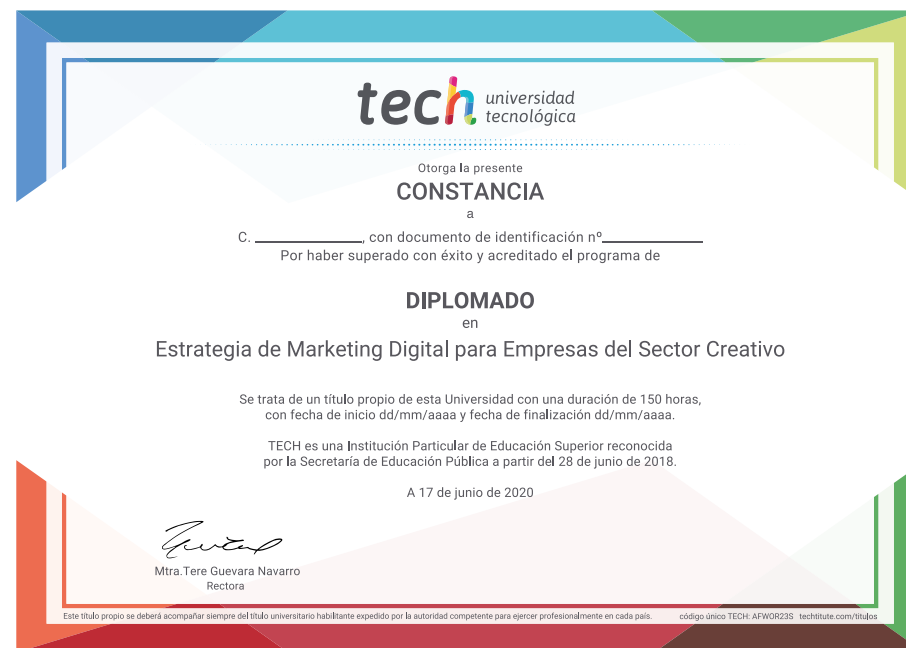 tech universidad
tecnológica
Otorga la presente
CONSTANCIA
a
C. ____________, con documento de identificación nº____________
Por haber superado con éxito y acreditado el programa de
DIPLOMADO
en
Estrategia de Marketing Digital para Empresas del Sector Creativo
Se trata de un título propio de esta Universidad con una duración de 150 horas,
con fecha de inicio dd/mm/aaaa y fecha de finalización dd/mm/aaaa.
TECH es una Institución Particular de Educación Superior reconocida
por la Secretaría de Educación Pública a partir del 28 de junio de 2018.
A 17 de junio de 2020
Mtra.Tere Guevara Navarro
Rectora
Este título propio se deberá acompañar siempre del título universitario habilitante expedido por la autoridad competente para ejercer profesionalmente en cada país. código único TECH: AFWOR23S techtitute.com/titulos